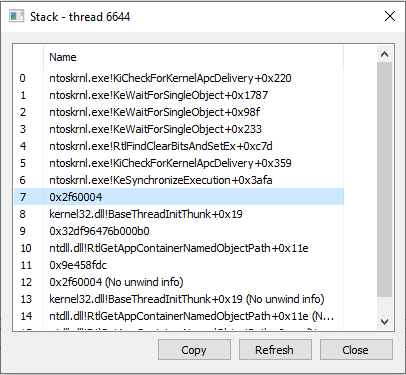 Stack - thread 6644
Name
0 ntoskrnl.exe!KiCheckForKernelApcDelivery+0x220
1 ntoskrnl.exe!KeWaitForSingleObject+0x1787
2 ntoskrnl.exe!KeWaitForSingleObject+0x98f
3 ntoskrnl.exe!KeWaitForSingleObject+0x233
4 ntoskrnl.exe!RtlFindClearBitsAndSetEx+0xc7d
5 ntoskrnl.exe!KiCheckForKernelApcDelivery+0x359
6 ntoskrnl.exe!KeSynchronizeExecution+0x3afa
7 0x2f60004
8 kernel32.dll!BaseThreadInitThunk+0x19
9 0x32df96476b000b0
10 ntdll.dll!RtlGetAppContainerNamedObjectPath+0x11e
11 0x9e458fdc
12 0x2f60004 (No unwind info)
13 kernel32.dll!BaseThreadInitThunk+0x19 (No unwind info)
14 ntdll.dll!RtlGetAppContainerNamedObjectPath+0x11e (N...
Copy Refresh Close